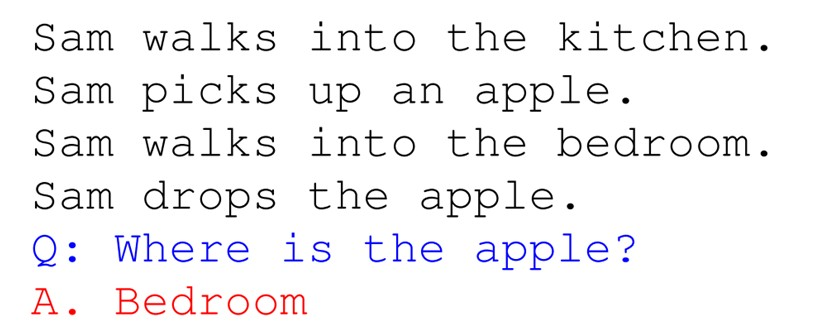 Sam walks into the kitchen.
Sam picks up an apple.
Sam walks into the bedroom.
Sam drops the apple.
Q: Where is the apple?
A. Bedroom